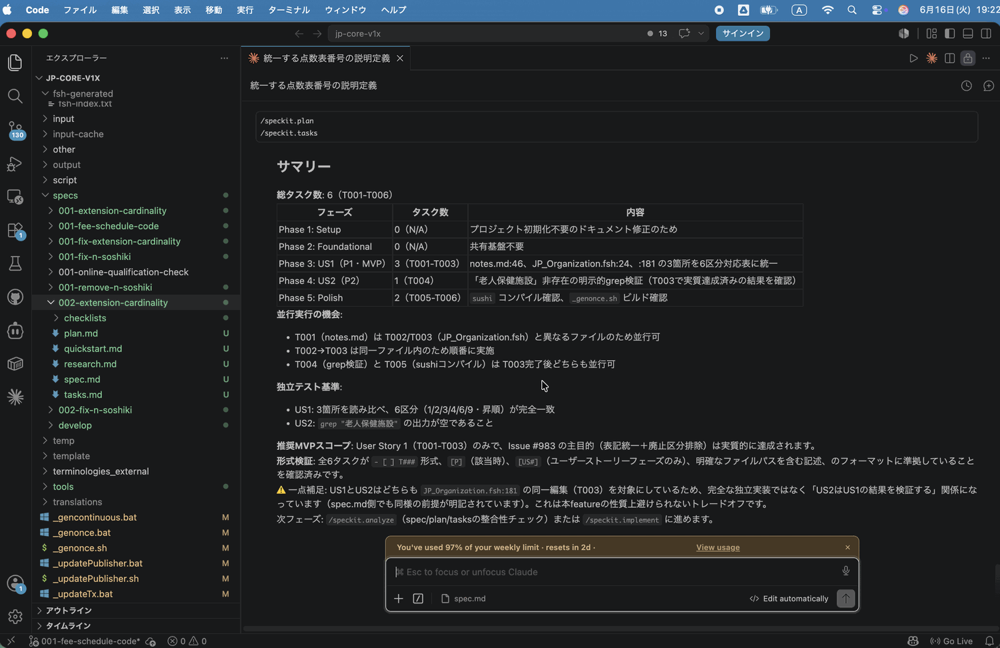 Code ファイル 編集 選択 表示 移動 実行 ターミナル ウィンドウ ヘルプ A 6月16日(火) 19:22
jp-core-v1x 13 サインイン
エクスプローラー
統一する点数表番号の説明定義
JP-CORE-V1X
統一する点数表番号の説明定義
fsh-generated
fsh-index.txt
input
input-cache
other
output
script
specs
001-extension-cardinality
001-fee-schedule-code
001-fix-extension-cardinality
001-fix-n-soshiki
001-online-qualification-check
001-remove-n-soshiki
002-extension-cardinality
checklists
plan.md U
quickstart.md U
research.md U
spec.md U
tasks.md U
002-fix-n-soshiki
develop
temp
template
terminologies_external
tools
translations
_gencontinuous.bat M
_genonce.bat M
$ _genonce.sh M
_updatePublisher.bat M
$ _updatePublisher.sh M
_updateTx.bat M
アウトライン
タイムライン
130
1
1
/speckit.plan
/speckit.tasks
サマリー
総タスク数: 6（T001-T006）
フェーズ タスク数 内容
Phase 1: Setup 0（N/A） プロジェクト初期化不要のドキュメント修正のため
Phase 2: Foundational 0（N/A） 共有基盤不要
Phase 3: US1（P1・MVP） 3（T001-T003） notes.md:46、JP_Organization.fsh:24、:181 の3箇所を6区分対応表に統一
Phase 4: US2（P2） 1（T004） 「老人保健施設」非存在の明示的grep検証（T003で実質達成済みの結果を確認）
Phase 5: Polish 2（T005-T006） sushi コンパイル確認、_genonce.sh ビルド確認
並行実行の機会:
• T001（notes.md）は T002/T003（JP_Organization.fsh）と異なるファイルのため並行可
• T002→T003 は同一ファイル内のため順番に実施
• T004（grep検証）と T005（sushiコンパイル）は T003完了後どちらも並行可
独立テスト基準:
• US1: 3箇所を読み比べ、6区分（1/2/3/4/6/9・昇順）が完全一致
• US2: grep "老人保健施設" の出力が空であること
推奨MVPスコープ: User Story 1（T001-T003）のみで、Issue #983 の主目的（表記統一＋廃止区分排除）は実質的に達成されます。
形式検証: 全6タスクが - [ ] T### 形式、[P]（該当時）、[US#]（ユーザーストーリーフェーズのみ）、明確なファイルパスを含む記述、のフォーマットに準拠していること
を確認済みです。
⚠ 一点補足: US1とUS2はどちらも JP_Organization.fsh:181 の同一編集（T003）を対象にしているため、完全な独立実装ではなく「US2はUS1の結果を検証する」関係にな
っています（spec.md側でも同様の前提が明記されています）。これは本featureの性質上避けられないトレードオフです。
次フェーズ: /speckit.analyze（spec/plan/tasksの整合性チェック）または /speckit.implement に進めます。
You've used 97% of your weekly limit · resets in 2d · View usage
⌘ Esc to focus or unfocus Claude
spec.md Edit automatically
001-fee-schedule-code* 0 0 Go Live